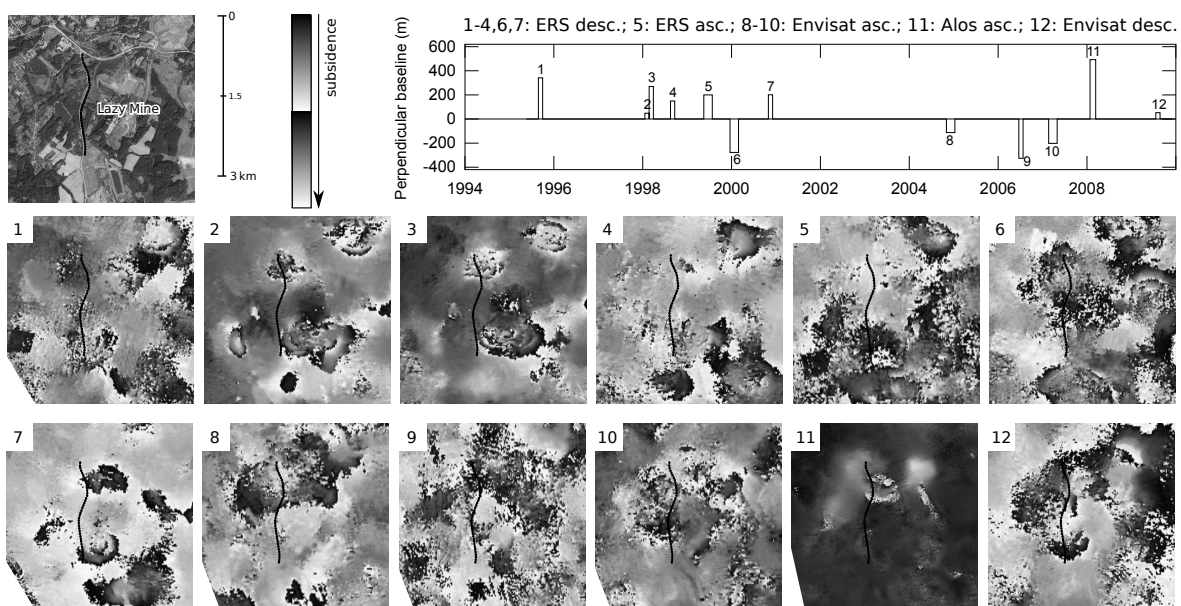 1-4,6,7: ERS desc.; 5: ERS asc.; 8-10: Envisat asc.; 11: Alos asc.; 12: Envisat desc.
Lazy Mine
0
1.5
3 km
subsidence
Perpendicular baseline (m)
600
400
200
0
-200
-400
1 2 3 4 5 6 7 8 9 10 11 12
1994 1996 1998 2000 2002 2004 2006 2008
1 2 3 4 5 6
7 8 9 10 11 12